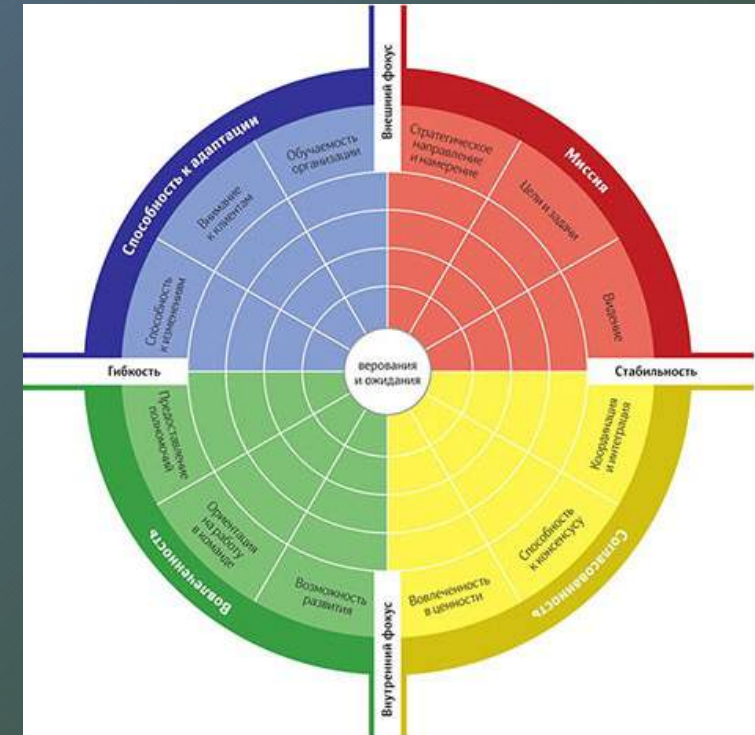 Внешний фокус
Способность к адаптации
Обучаемость
организации
Внимание
к клиентам
Способность
к изменениям
Миссия
Стратегическое
направление
и намерение
Цели и задачи
Видение
Гибкость
верования
и ожидания
Стабильность
Предоставление
полномочий
Ориентация
на работу
в команде
Возможность
развития
Вовлеченность
Координация
и интеграция
Способность
к консенсусу
Вовлечённость
в ценности
Согласованность
Внутренний фокус